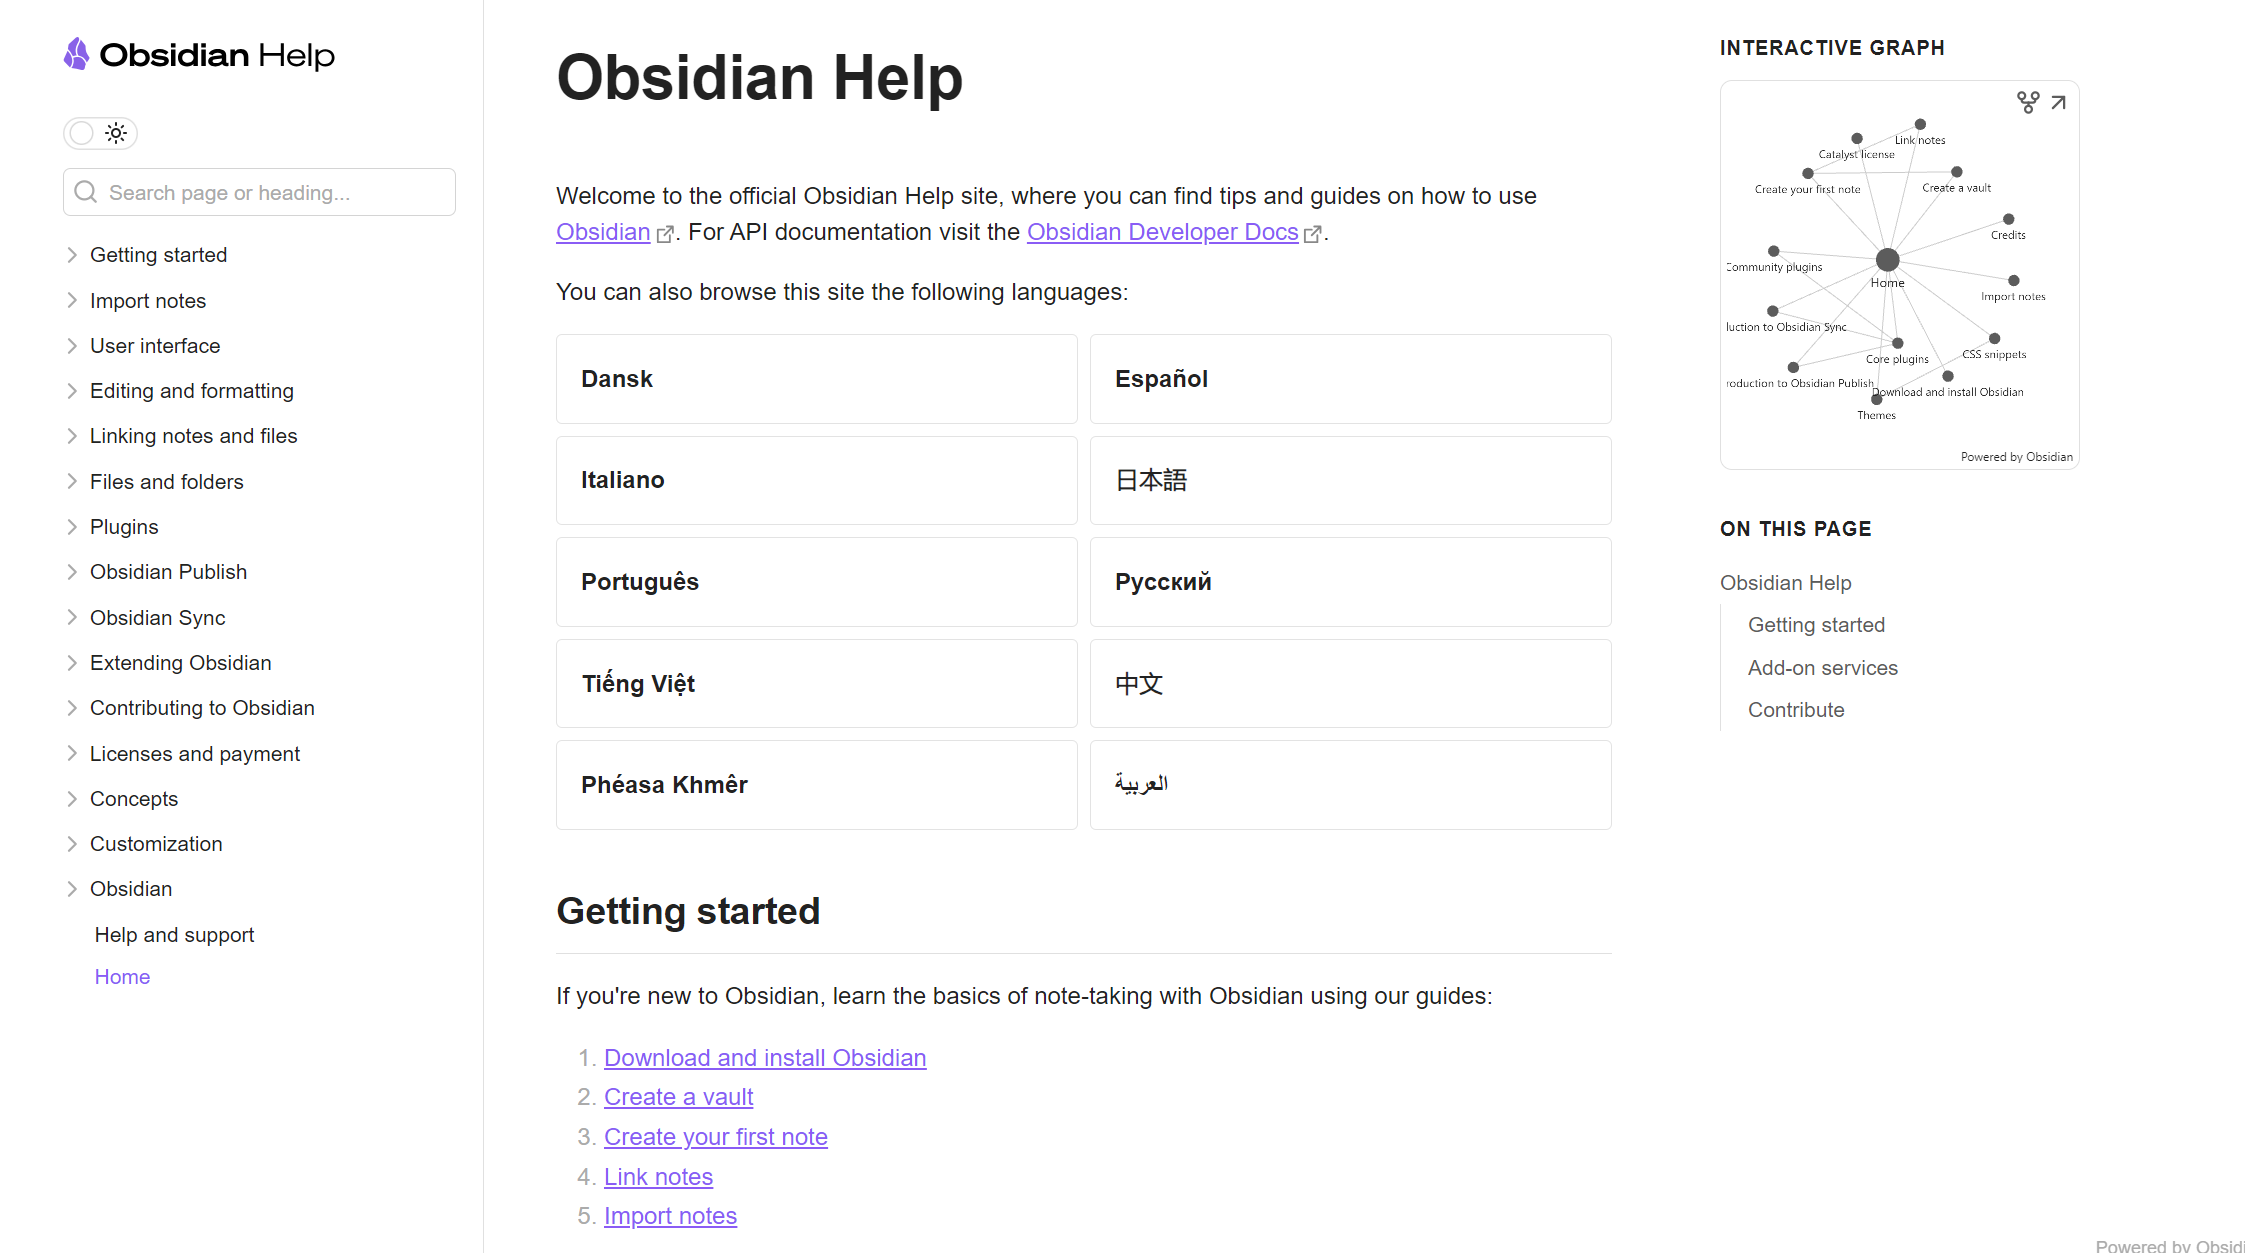 Obsidian Help
Search page or heading...
Getting started
Import notes
User interface
Editing and formatting
Linking notes and files
Files and folders
Plugins
Obsidian Publish
Obsidian Sync
Extending Obsidian
Contributing to Obsidian
Licenses and payment
Concepts
Customization
Obsidian
Help and support
Home
Obsidian Help
Welcome to the official Obsidian Help site, where you can find tips and guides on how to use
Obsidian. For API documentation visit the Obsidian Developer Docs.
You can also browse this site the following languages:
Dansk
Español
Italiano
日本語
Português
Русский
Tiếng Việt
中文
Phéasa Khmêr
العربية
Getting started
If you're new to Obsidian, learn the basics of note-taking with Obsidian using our guides:
1. Download and install Obsidian
2. Create a vault
3. Create your first note
4. Link notes
5. Import notes
INTERACTIVE GRAPH
Link notes
Catalyst license
Create your first note
Create a vault
Credits
Community plugins
Home
Import notes
uction to Obsidian Sync
Core plugins
CSS snippets
roduction to Obsidian Publish
Download and install Obsidian
Themes
Powered by Obsidian
ON THIS PAGE
Obsidian Help
Getting started
Add-on services
Contribute
Powered by Obsidi